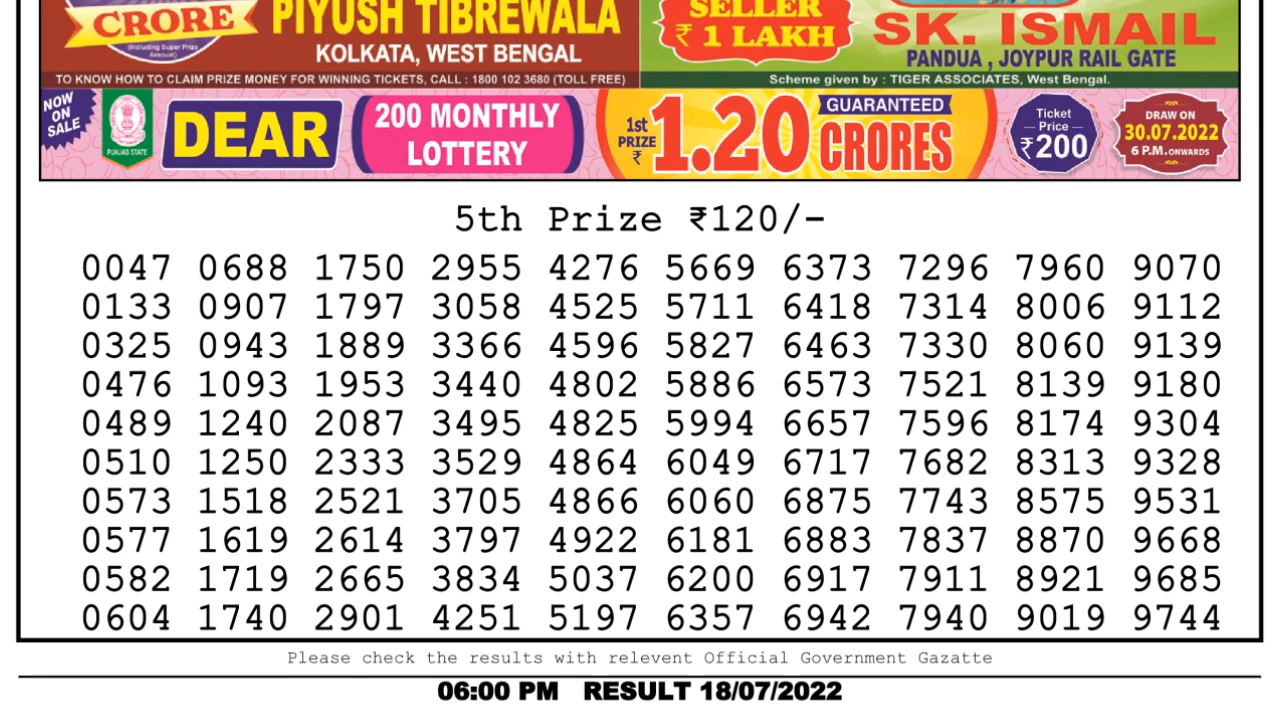 CRORE
(Including Super Prize
Amount)
PIYUSH TIBREWALA
KOLKATA, WEST BENGAL
TO KNOW HOW TO CLAIM PRIZE MONEY FOR WINNING TICKETS, CALL : 1800 102 3680 (TOLL FREE)
SELLER
₹ 1 LAKH
SK. ISMAIL
PANDUA , JOYPUR RAIL GATE
Scheme given by : TIGER ASSOCIATES, West Bengal.
NOW
ON
SALE
PUNJAB STATE
DEAR
200 MONTHLY
LOTTERY
1st
PRIZE
₹
1.20
GUARANTEED
CRORES
Ticket
Price
₹200
DRAW ON
30.07.2022
6 P.M. ONWARDS
5th Prize ₹120/-
0047 0688 1750 2955 4276 5669 6373 7296 7960 9070
0133 0907 1797 3058 4525 5711 6418 7314 8006 9112
0325 0943 1889 3366 4596 5827 6463 7330 8060 9139
0476 1093 1953 3440 4802 5886 6573 7521 8139 9180
0489 1240 2087 3495 4825 5994 6657 7596 8174 9304
0510 1250 2333 3529 4864 6049 6717 7682 8313 9328
0573 1518 2521 3705 4866 6060 6875 7743 8575 9531
0577 1619 2614 3797 4922 6181 6883 7837 8870 9668
0582 1719 2665 3834 5037 6200 6917 7911 8921 9685
0604 1740 2901 4251 5197 6357 6942 7940 9019 9744
Please check the results with relevent Official Government Gazatte
06:00 PM RESULT 18/07/2022